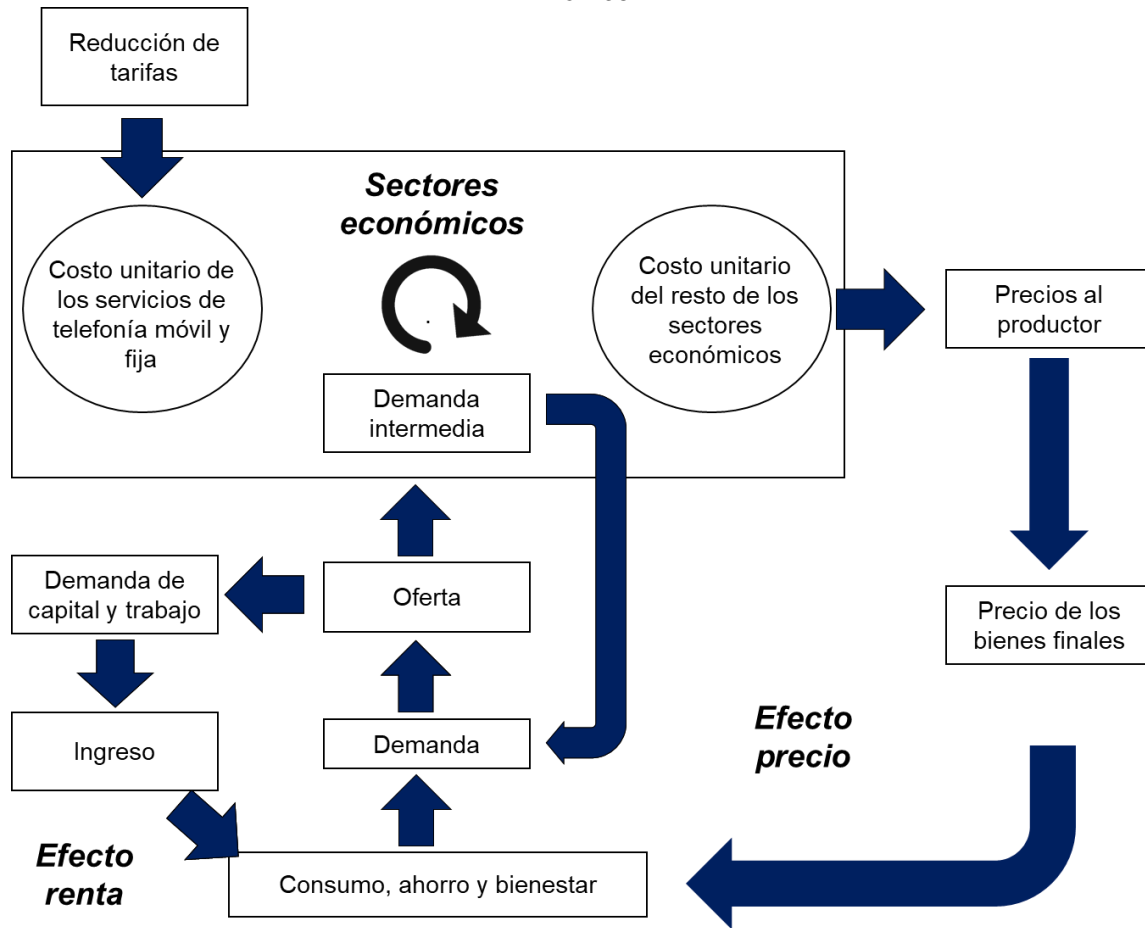 Reducción de
tarifas
Sectores
económicos
Costo unitario de
los servicios de
telefonía móvil y
fija
Costo unitario
del resto de los
sectores
económicos
Precios al
productor
Demanda
intermedia
Demanda de
capital y trabajo
Oferta
Precio de los
bienes finales
Ingreso
Demanda
Efecto
precio
Efecto
renta
Consumo, ahorro y bienestar